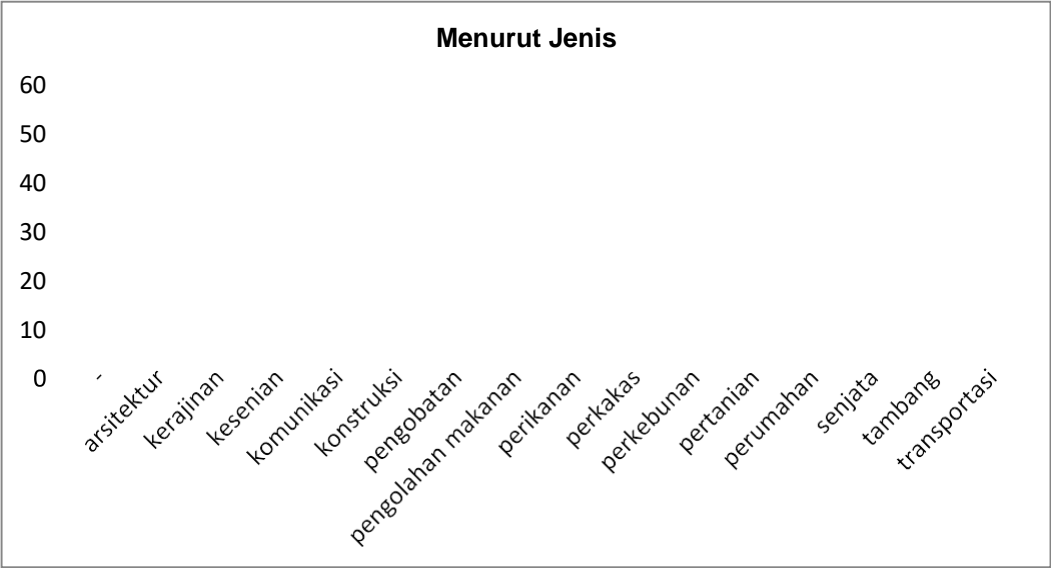 Menurut Jenis
60
50
40
30
20
10
0
-
arsitektur
kerajinan
kesenian
komunikasi
konstruksi
pengobatan
pengolahan makanan
perikanan
perkakas
perkebunan
pertanian
perumahan
senjata
tambang
transportasi